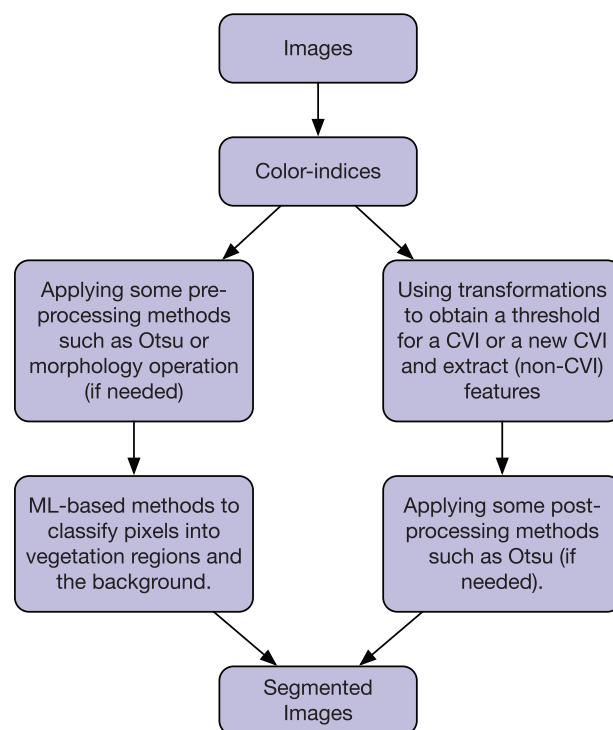 Images
Color-indices
Applying some pre-
processing methods
such as Otsu or
morphology operation
(if needed)
Using transformations
to obtain a threshold
for a CVI or a new CVI
and extract (non-CVI)
features
ML-based methods to
classify pixels into
vegetation regions and
the background.
Applying some post-
processing methods
such as Otsu (if
needed).
Segmented
Images